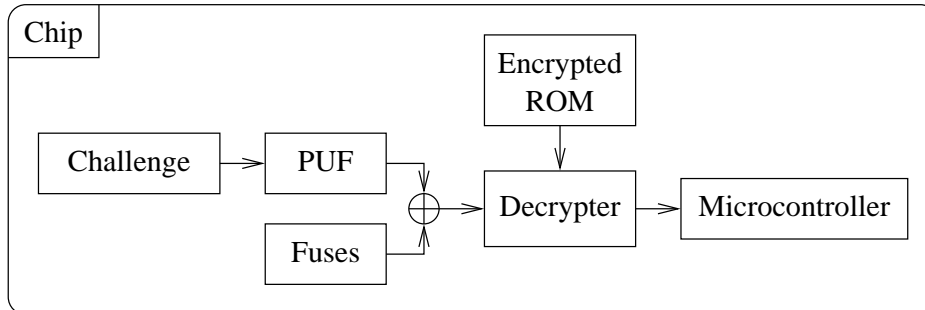 Chip
Encrypted
ROM
Challenge
PUF
Decrypter
Microcontroller
Fuses